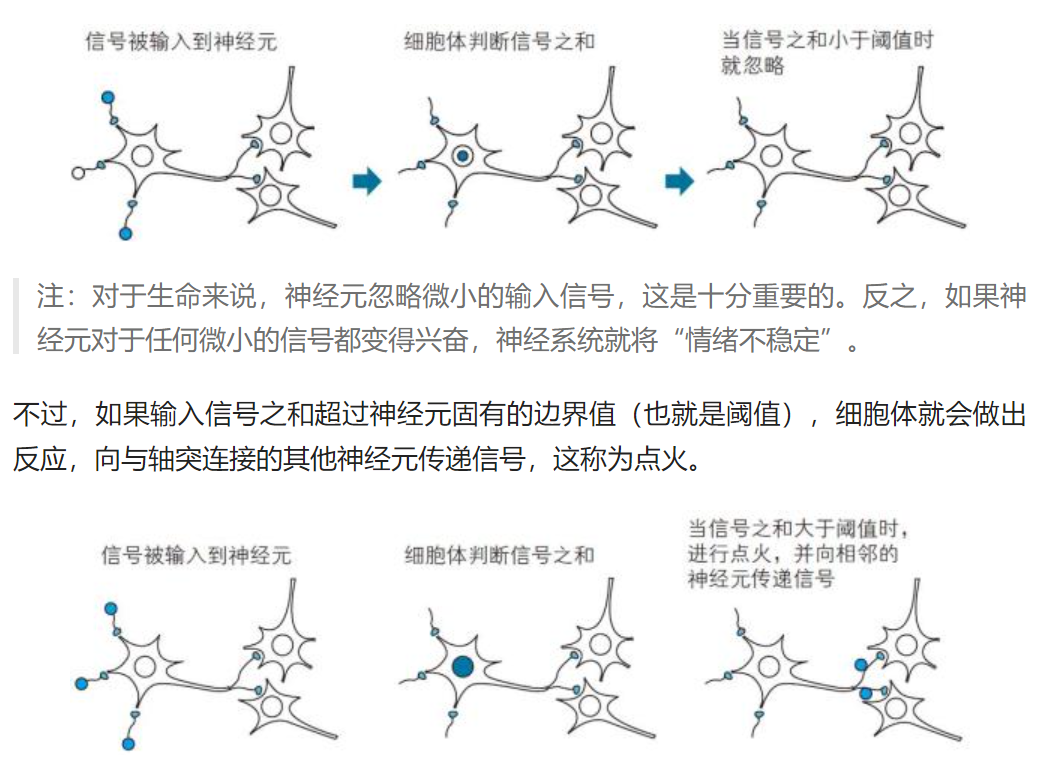 信号被输入到神经元
细胞体判断信号之和
当信号之和小于阈值时
就忽略
注：对于生命来说，神经元忽略微小的输入信号，这是十分重要的。反之，如果神
经元对于任何微小的信号都变得兴奋，神经系统就将“情绪不稳定”。
不过，如果输入信号之和超过神经元固有的边界值（也就是阈值），细胞体就会做出
反应，向与轴突连接的其他神经元传递信号，这称为点火。
信号被输入到神经元
细胞体判断信号之和
当信号之和大于阈值时，
进行点火，并向相邻的
神经元传递信号